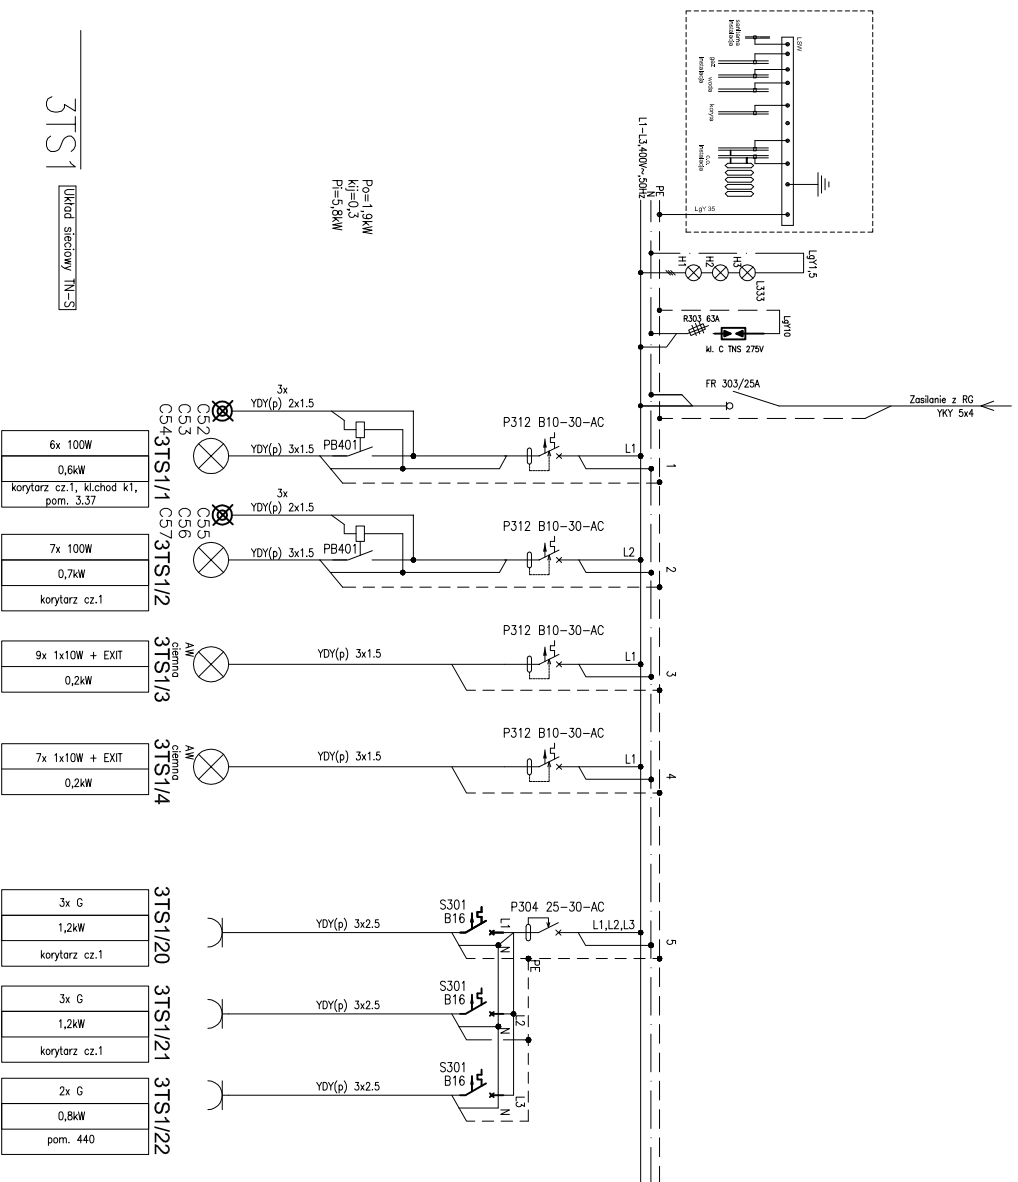 3TS1
Układ sieciowy TN-S
Po=1,9kW
kij=0,3
Pi=5,8kW
LSW
sanitarna
instalacja
gaz
instalacja
woda
koryta
c.o.
instalacja
LgY 35
L1-L3,400V~,50Hz
N
PE
LgY1,5
H1
H2
H3
L333
LgY10
R303 63A
kl. C TNS 275V
FR 303/25A
Zasilanie z RG
YKY 5x4
3x
YDY(p) 2x1.5
C52
C53
C54
YDY(p) 3x1.5
PB401
P312 B10-30-AC
L1
1
3TS1/1
6x 100W
0,6kW
korytarz cz.1, kl.chod k1,
pom. 3.37
3x
YDY(p) 2x1.5
C55
C56
C57
YDY(p) 3x1.5
PB401
P312 B10-30-AC
L2
2
3TS1/2
7x 100W
0,7kW
korytarz cz.1
P312 B10-30-AC
YDY(p) 3x1.5
L1
3
AW
ciemna
3TS1/3
9x 1x10W + EXIT
0,2kW
P312 B10-30-AC
YDY(p) 3x1.5
L1
4
AW
ciemna
3TS1/4
7x 1x10W + EXIT
0,2kW
P304 25-30-AC
L1,L2,L3
5
S301
B16
L1
N
PE
YDY(p) 3x2.5
3TS1/20
3x G
1,2kW
korytarz cz.1
S301
B16
L2
N
YDY(p) 3x2.5
3TS1/21
3x G
1,2kW
korytarz cz.1
S301
B16
L3
N
YDY(p) 3x2.5
3TS1/22
2x G
0,8kW
pom. 440